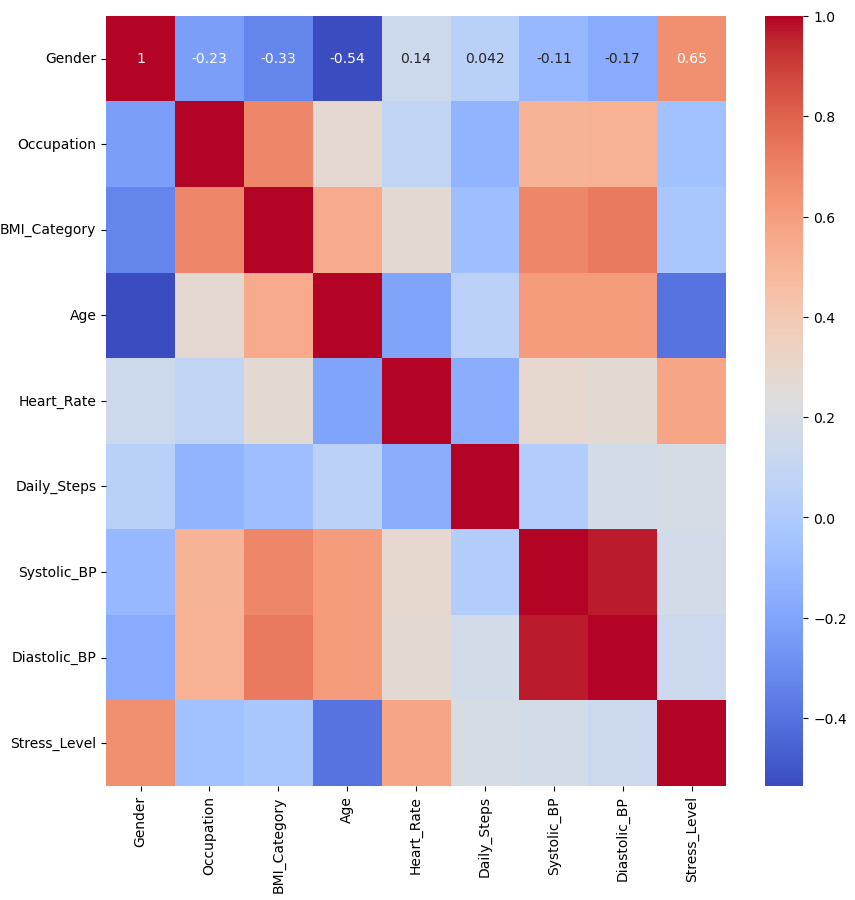 Gender 1 -0.23 -0.33 -0.54 0.14 0.042 -0.11 -0.17 0.65
Occupation
BMI_Category
Age
Heart_Rate
Daily_Steps
Systolic_BP
Diastolic_BP
Stress_Level
Gender Occupation BMI_Category Age Heart_Rate Daily_Steps Systolic_BP Diastolic_BP Stress_Level
1.0
0.8
0.6
0.4
0.2
0.0
−0.2
−0.4